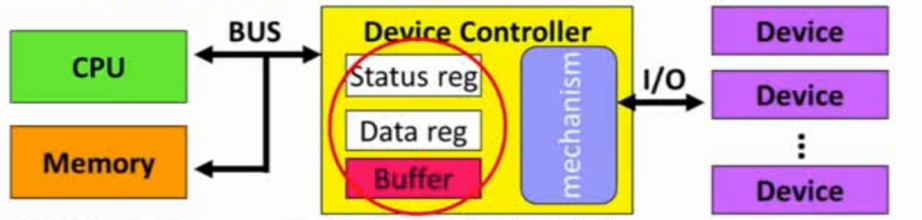 CPU
Memory
BUS
Device Controller
Status reg
Data reg
Buffer
mechanism
I/O
Device
Device
Device